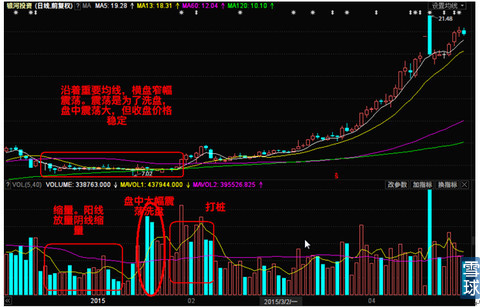 银河投资 (日线,前复权) ? MA MA5: 19.28 ↑ MA13: 18.31 ↑ MA60: 12.04 ↑ MA120: 10.10 ↑
设置均线
21.48
沿着重要均线，横盘窄幅
震荡。震荡是为了洗盘，
盘中震荡大，但收盘价格
稳定
7.02
? VOL(5,40) VOLUME: 338763.000 ↓ MAVOL1: 437944.000 ↓ MAVOL2: 395526.825 ↑
改参数 加指标 换指标
缩量。阳线
放量阴线缩
量
盘中大幅震
荡洗盘
打桩
2015
02
2015/3/2/一
04
雪
球